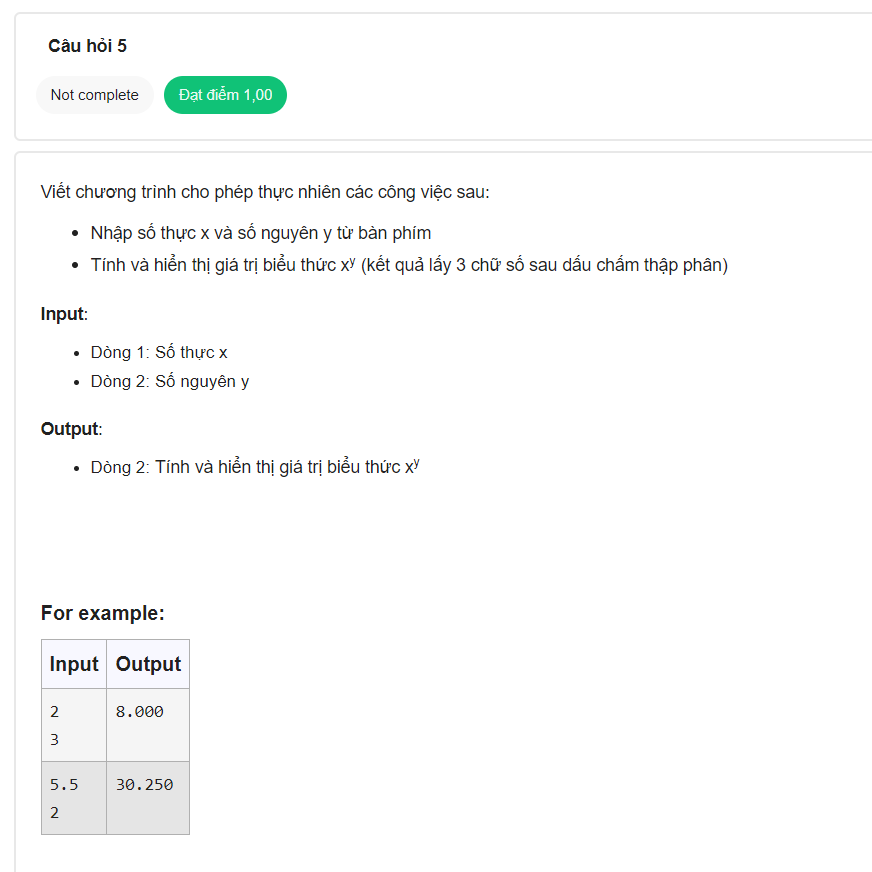 Câu hỏi 5
Not complete
Đạt điểm 1,00
Viết chương trình cho phép thực nhiên các công việc sau:
• Nhập số thực x và số nguyên y từ bàn phím
• Tính và hiển thị giá trị biểu thức xʸ (kết quả lấy 3 chữ số sau dấu chấm thập phân)
Input:
• Dòng 1: Số thực x
• Dòng 2: Số nguyên y
Output:
• Dòng 2: Tính và hiển thị giá trị biểu thức xʸ
For example:
Input Output
2 8.000
3
5.5 30.250
2